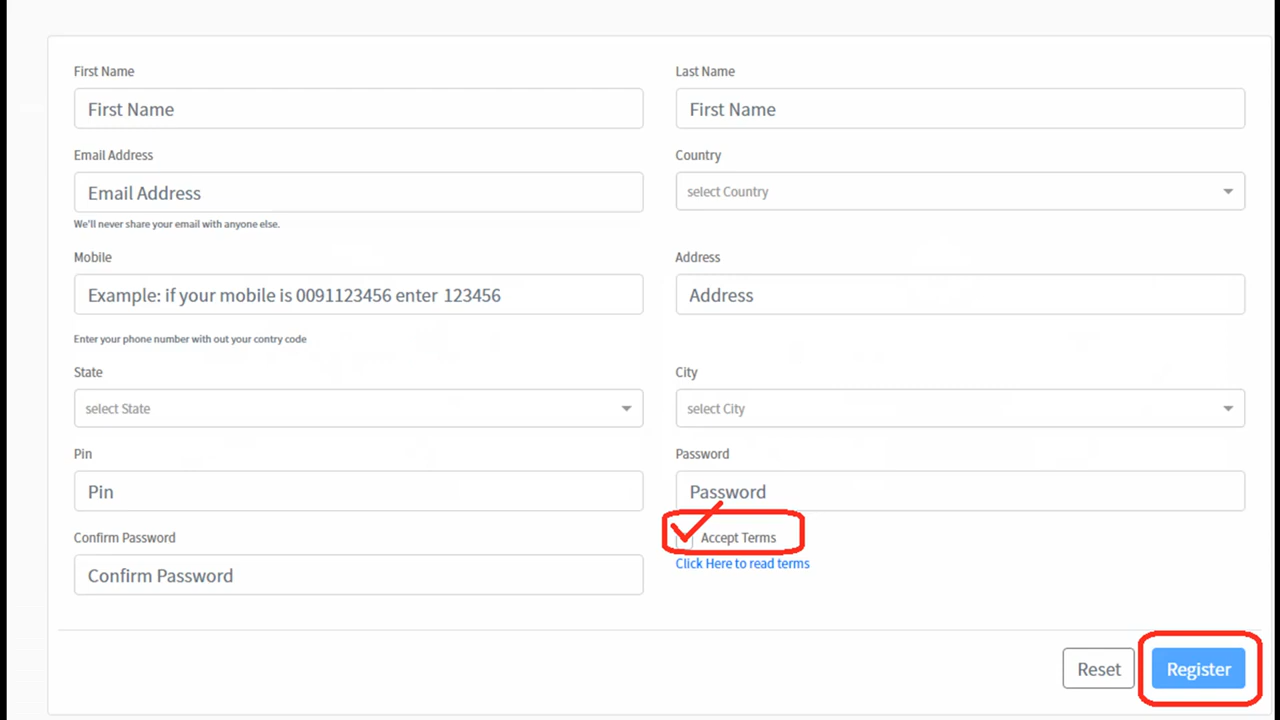 First Name
Last Name
First Name
First Name
Email Address
Country
Email Address
select Country
We'll never share your email with anyone else.
Mobile
Address
Example: if your mobile is 0091123456 enter 123456
Address
Enter your phone number with out your contry code
State
City
select State
select City
Pin
Password
Pin
Password
Confirm Password
Accept Terms
Confirm Password
Click Here to read terms
Reset
Register